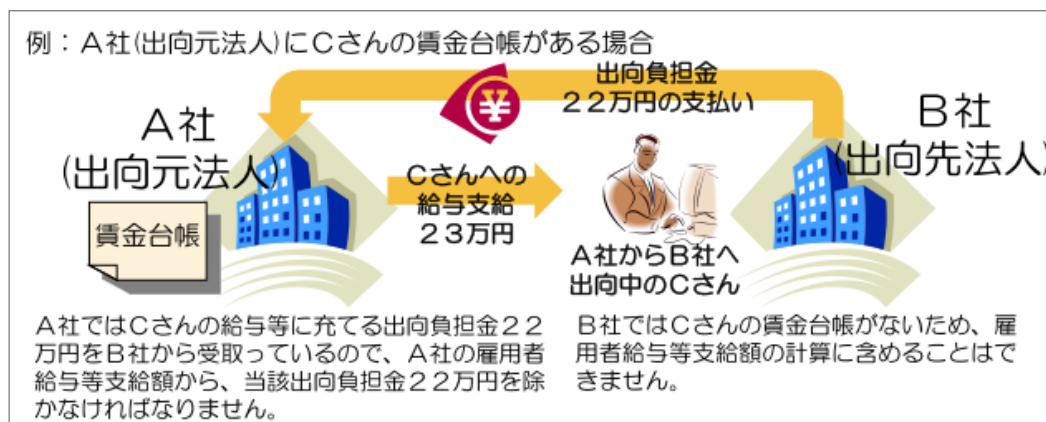 例：Ａ社(出向元法人)にＣさんの賃金台帳がある場合
出向負担金
２２万円の支払い
Ａ社
(出向元法人)
Ｂ社
(出向先法人)
Ｃさんへの
給与支給
２３万円
賃金台帳
Ａ社からＢ社へ
出向中のＣさん
Ａ社ではＣさんの給与等に充てる出向負担金２２
万円をＢ社から受取っているので、Ａ社の雇用者
給与等支給額から、当該出向負担金２２万円を除
かなければなりません。
Ｂ社ではＣさんの賃金台帳がないため、雇
用者給与等支給額の計算に含めることはで
きません。